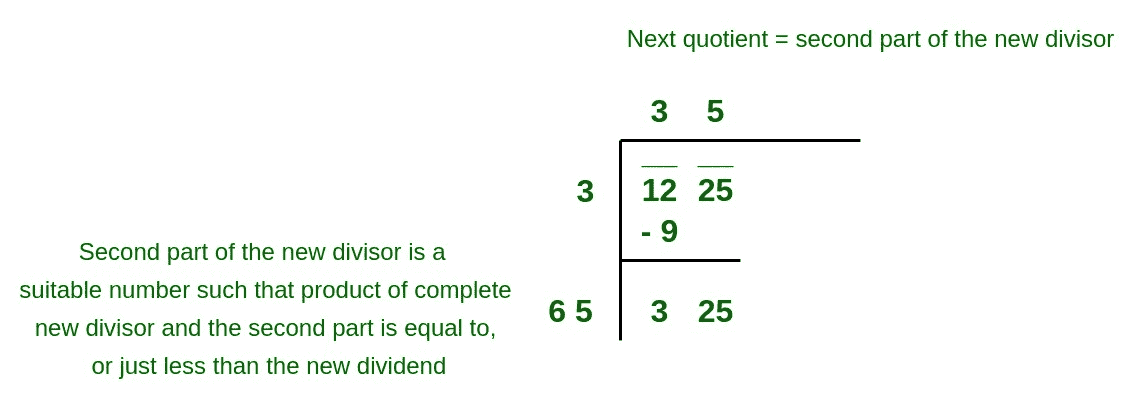 Next quotient = second part of the new divisor
3 5
3 12 25
- 9
Second part of the new divisor is a
suitable number such that product of complete
6 5 3 25
new divisor and the second part is equal to,
or just less than the new dividend